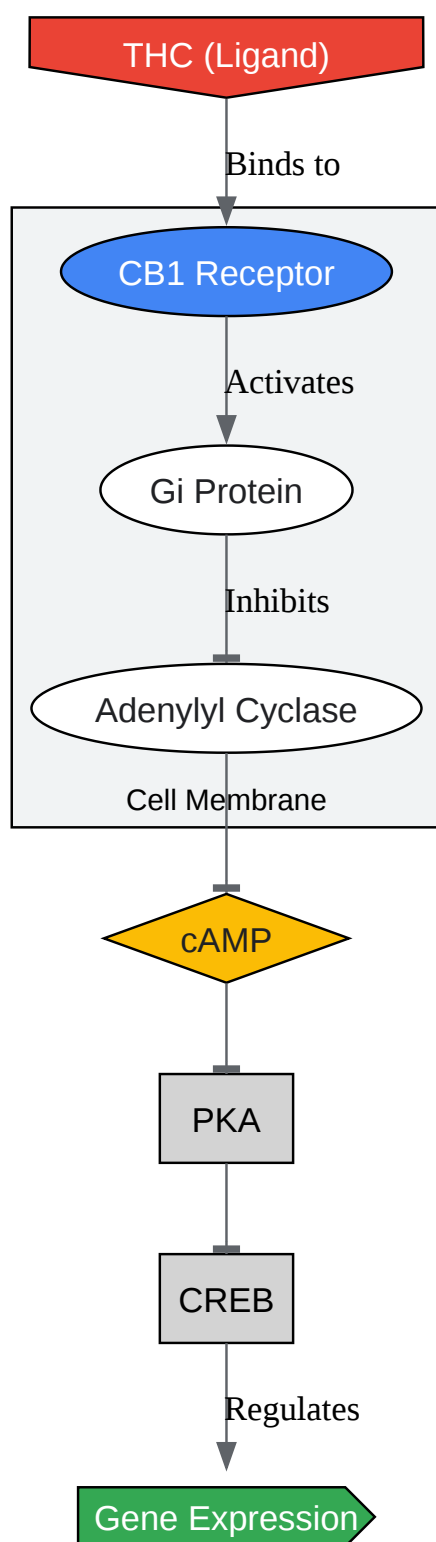 THC (Ligand)
Binds to
CB1 Receptor
Activates
Gi Protein
Inhibits
Adenylyl Cyclase
Cell Membrane
cAMP
PKA
CREB
Regulates
Gene Expression